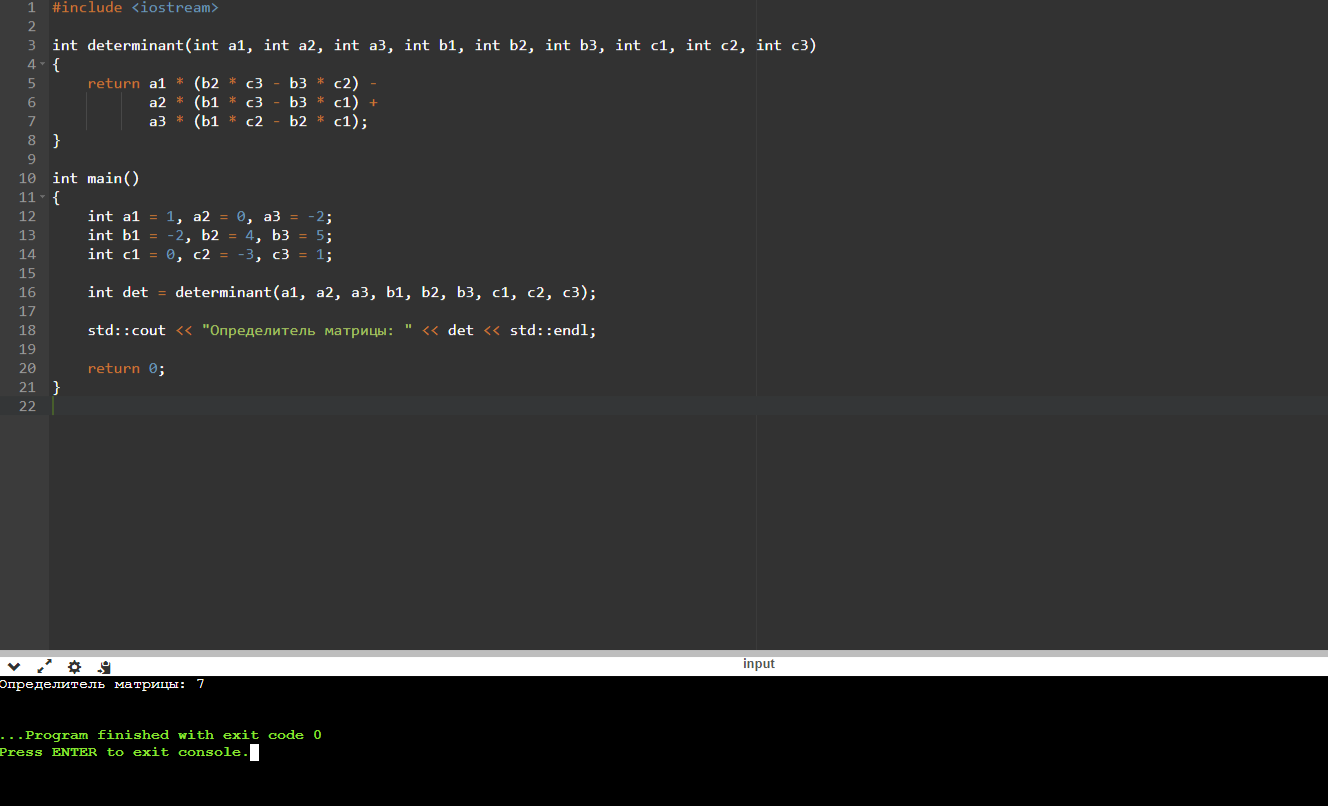 1 #include <iostream>
2
3 int determinant(int a1, int a2, int a3, int b1, int b2, int b3, int c1, int c2, int c3)
4 {
5     return a1 * (b2 * c3 - b3 * c2) -
6            a2 * (b1 * c3 - b3 * c1) +
7            a3 * (b1 * c2 - b2 * c1);
8 }
9
10 int main()
11 {
12     int a1 = 1, a2 = 0, a3 = -2;
13     int b1 = -2, b2 = 4, b3 = 5;
14     int c1 = 0, c2 = -3, c3 = 1;
15
16     int det = determinant(a1, a2, a3, b1, b2, b3, c1, c2, c3);
17
18     std::cout << "Определитель матрицы: " << det << std::endl;
19
20     return 0;
21 }
22
input
Определитель матрицы: 7
...Program finished with exit code 0
Press ENTER to exit console.